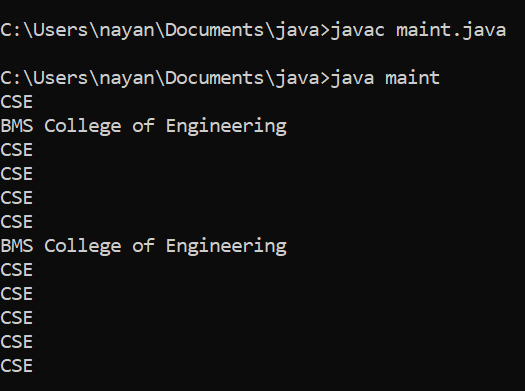 C:\Users\nayan\Documents\java>javac maint.java
C:\Users\nayan\Documents\java>java maint
CSE
BMS College of Engineering
CSE
CSE
CSE
CSE
BMS College of Engineering
CSE
CSE
CSE
CSE
CSE